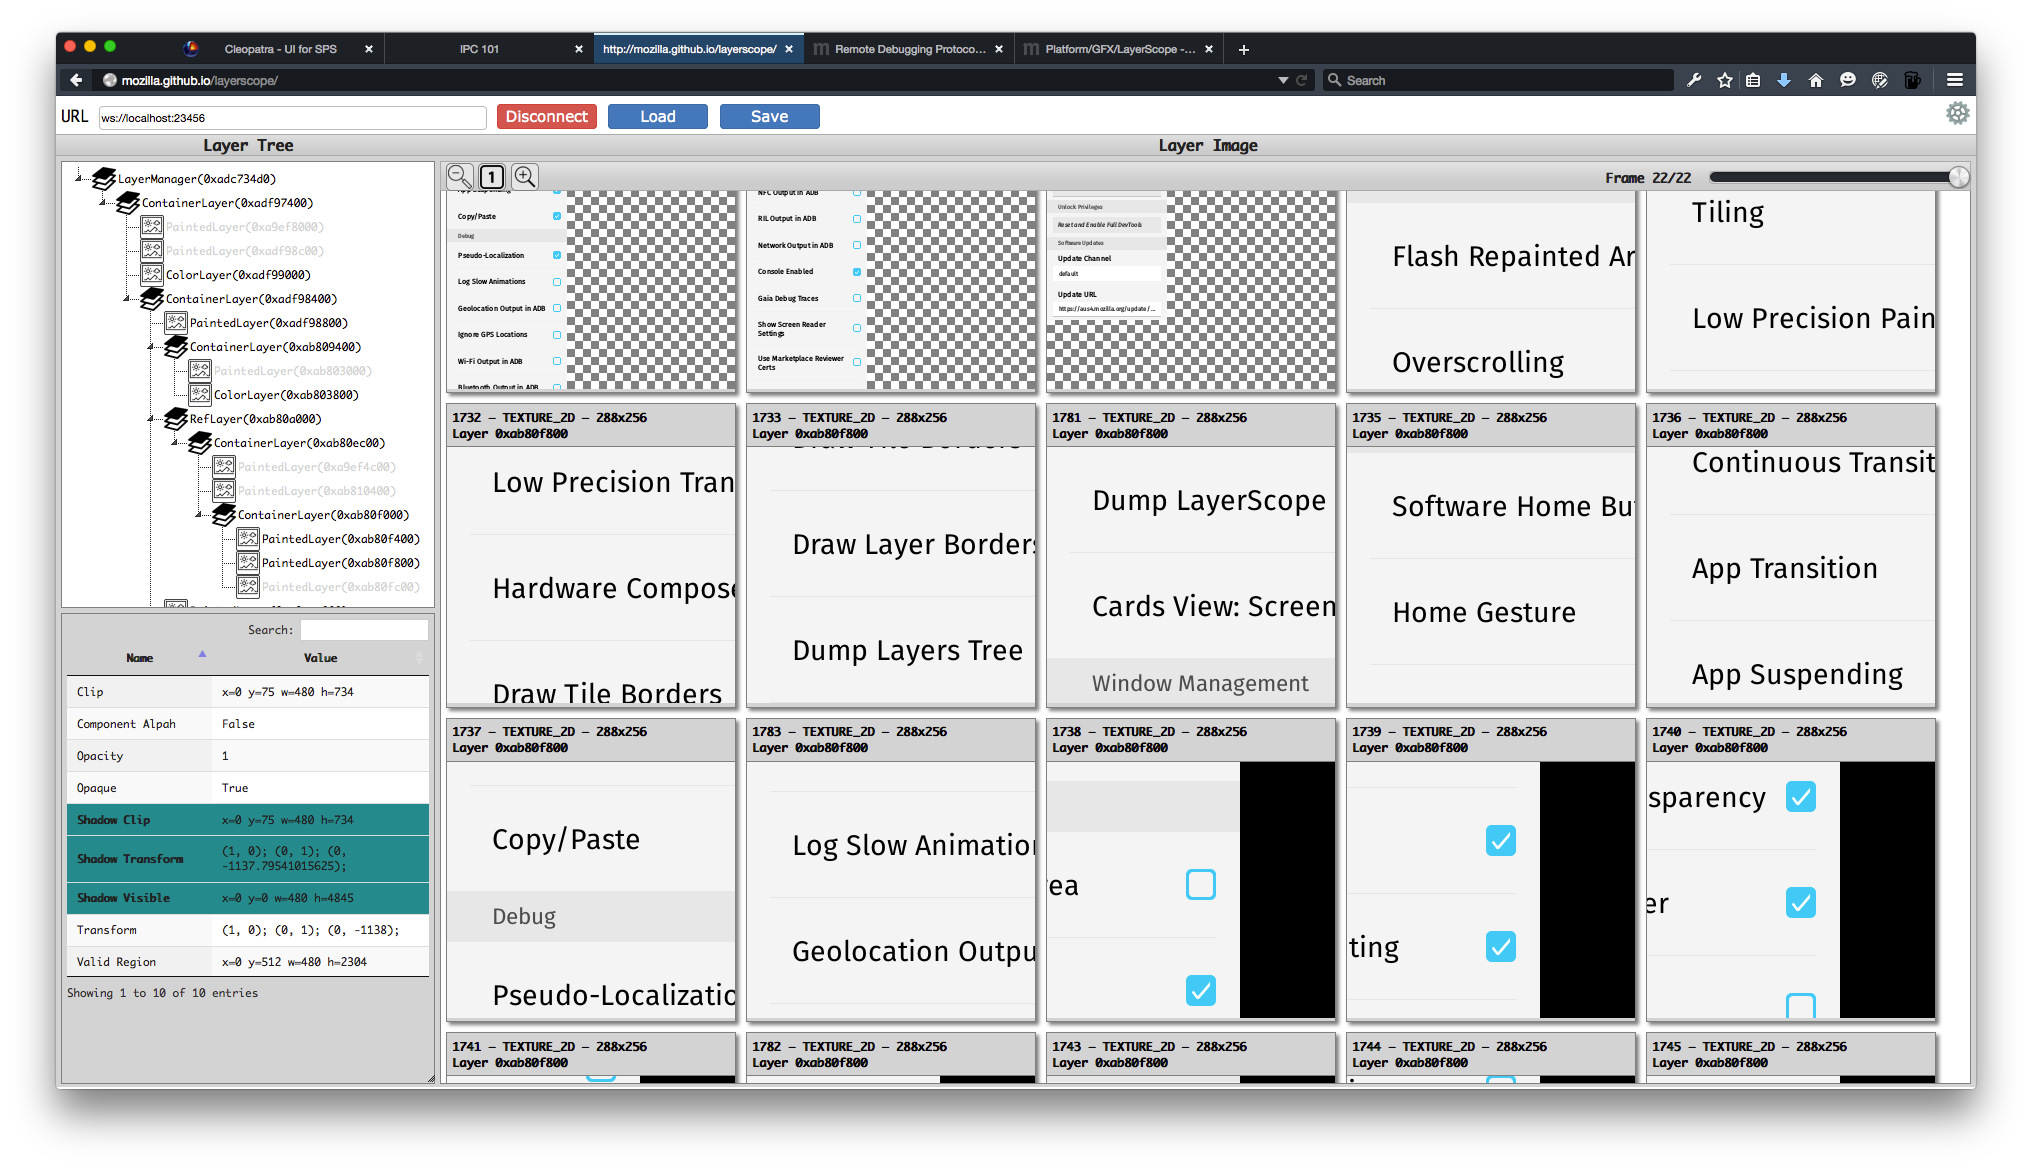 Cleopatra - UI for SPS
IPC 101
http://mozilla.github.io/layerscope/
Remote Debugging Protoco...
Platform/GFX/LayerScope -...
mozilla.github.io/layerscope/
Search
URL
ws://localhost:23456
Disconnect
Load
Save
Layer Tree
Layer Image
LayerManager(0xadc734d0)
ContainerLayer(0xadf97400)
PaintedLayer(0xa9ef8000)
PaintedLayer(0xadf98c00)
ColorLayer(0xadf99000)
ContainerLayer(0xadf98400)
PaintedLayer(0xadf98800)
ContainerLayer(0xab809400)
PaintedLayer(0xab803000)
ColorLayer(0xab803800)
RefLayer(0xab80a000)
ContainerLayer(0xab80ec00)
PaintedLayer(0xa9ef4c00)
PaintedLayer(0xab810400)
ContainerLayer(0xab80f000)
PaintedLayer(0xab80f400)
PaintedLayer(0xab80f800)
PaintedLayer(0xab80fc00)
Search:
Name
Value
Clip
x=0 y=75 w=480 h=734
Component Alpah
False
Opacity
1
Opaque
True
Shadow Clip
x=0 y=75 w=480 h=734
Shadow Transform
(1, 0); (0, 1); (0,
-1137.79541015625);
Shadow Visible
x=0 y=0 w=480 h=4845
Transform
(1, 0); (0, 1); (0, -1138);
Valid Region
x=0 y=512 w=480 h=2304
Showing 1 to 10 of 10 entries
1
Frame 22/22
App Suspending
Copy/Paste
Debug
Pseudo-Localization
Log Slow Animations
Geolocation Output in ADB
Ignore GPS Locations
Wi-Fi Output in ADB
Bluetooth Output in ADB
NFC Output in ADB
RIL Output in ADB
Network Output in ADB
Console Enabled
Gaia Debug Traces
Show Screen Reader
Settings
Use Marketplace Reviewer
Certs
Unlock Privileges
Reset and Enable Full DevTools
Software Updates
Update Channel
default
Update URL
https://aus4.mozilla.org/update/...
Flash Repainted Ar
Overscrolling
Tiling
Low Precision Pain
1732 – TEXTURE_2D – 288x256
Layer 0xab80f800
Low Precision Tran
Hardware Compose
Draw Tile Borders
1733 – TEXTURE_2D – 288x256
Layer 0xab80f800
Draw Tile Borders
Draw Layer Borders
Dump Layers Tree
1781 – TEXTURE_2D – 288x256
Layer 0xab80f800
Dump LayerScope
Cards View: Screen
Window Management
1735 – TEXTURE_2D – 288x256
Layer 0xab80f800
Software Home Bu
Home Gesture
1736 – TEXTURE_2D – 288x256
Layer 0xab80f800
Continuous Transit
App Transition
App Suspending
1737 – TEXTURE_2D – 288x256
Layer 0xab80f800
Copy/Paste
Debug
Pseudo-Localizatio
1783 – TEXTURE_2D – 288x256
Layer 0xab80f800
Log Slow Animation
Geolocation Outpu
1738 – TEXTURE_2D – 288x256
Layer 0xab80f800
rea
1739 – TEXTURE_2D – 288x256
Layer 0xab80f800
ting
1740 – TEXTURE_2D – 288x256
Layer 0xab80f800
sparency
er
1741 – TEXTURE_2D – 288x256
Layer 0xab80f800
1782 – TEXTURE_2D – 288x256
Layer 0xab80f800
1743 – TEXTURE_2D – 288x256
Layer 0xab80f800
1744 – TEXTURE_2D – 288x256
Layer 0xab80f800
1745 – TEXTURE_2D – 288x256
Layer 0xab80f800